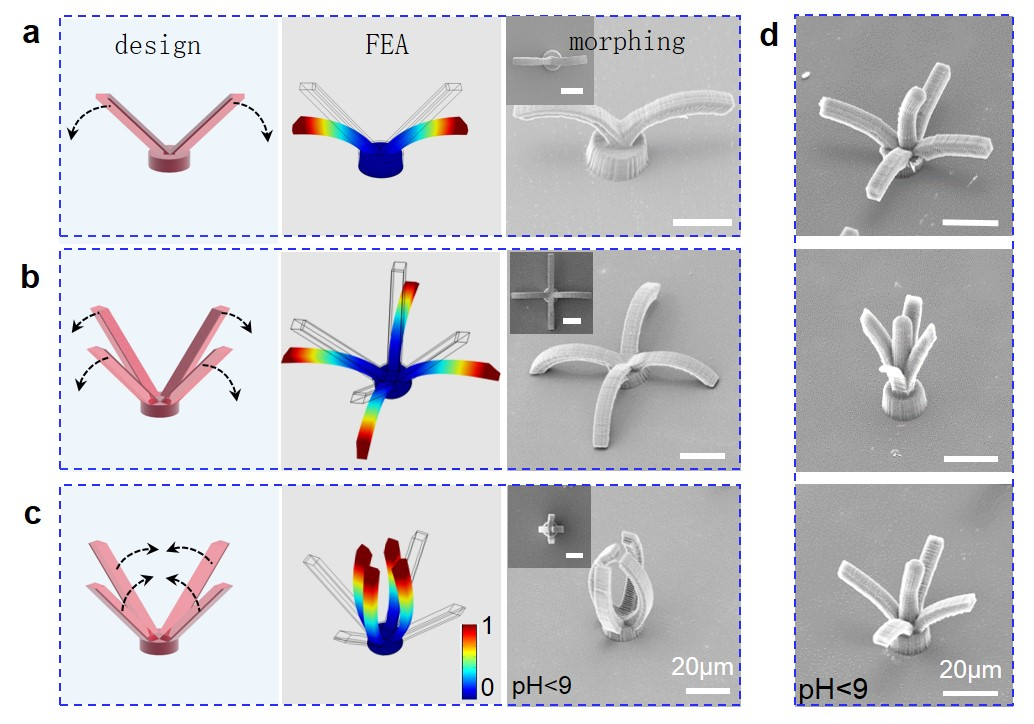 a
design
FEA
morphing
d
b
c
1
0
pH<9
20μm
pH<9
20μm